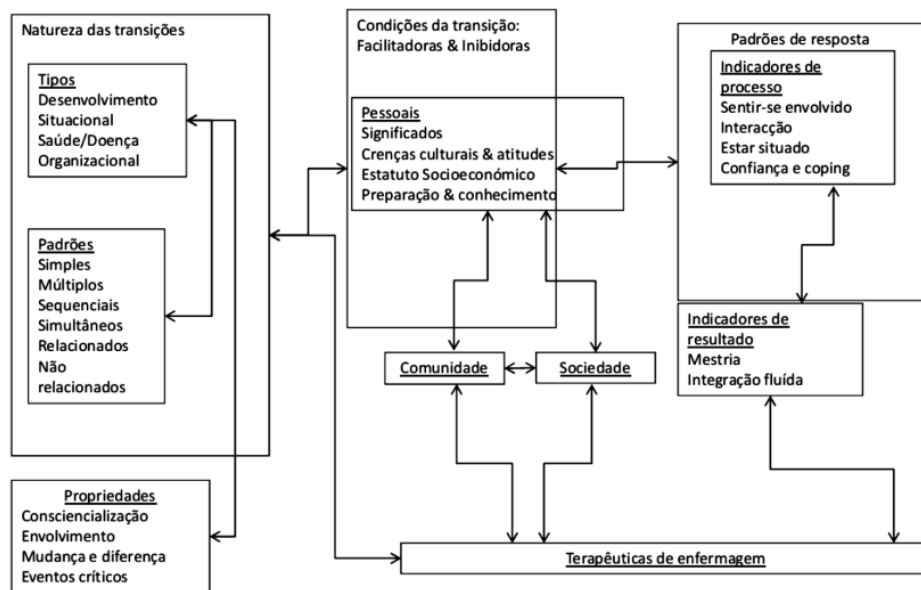 Natureza das transições
Tipos
Desenvolvimento
Situacional
Saúde/Doença
Organizacional
Padrões
Simples
Múltiplos
Sequenciais
Simultâneos
Relacionados
Não
relacionados
Propriedades
Consciencialização
Envolvimento
Mudança e diferença
Eventos críticos
Condições da transição:
Facilitadoras & Inibidoras
Pessoais
Significados
Crenças culturais & atitudes
Estatuto Socioeconómico
Preparação & conhecimento
Comunidade
Sociedade
Padrões de resposta
Indicadores de
processo
Sentir-se envolvido
Interacção
Estar situado
Confiança e coping
Indicadores de
resultado
Mestria
Integração fluída
Terapêuticas de enfermagem